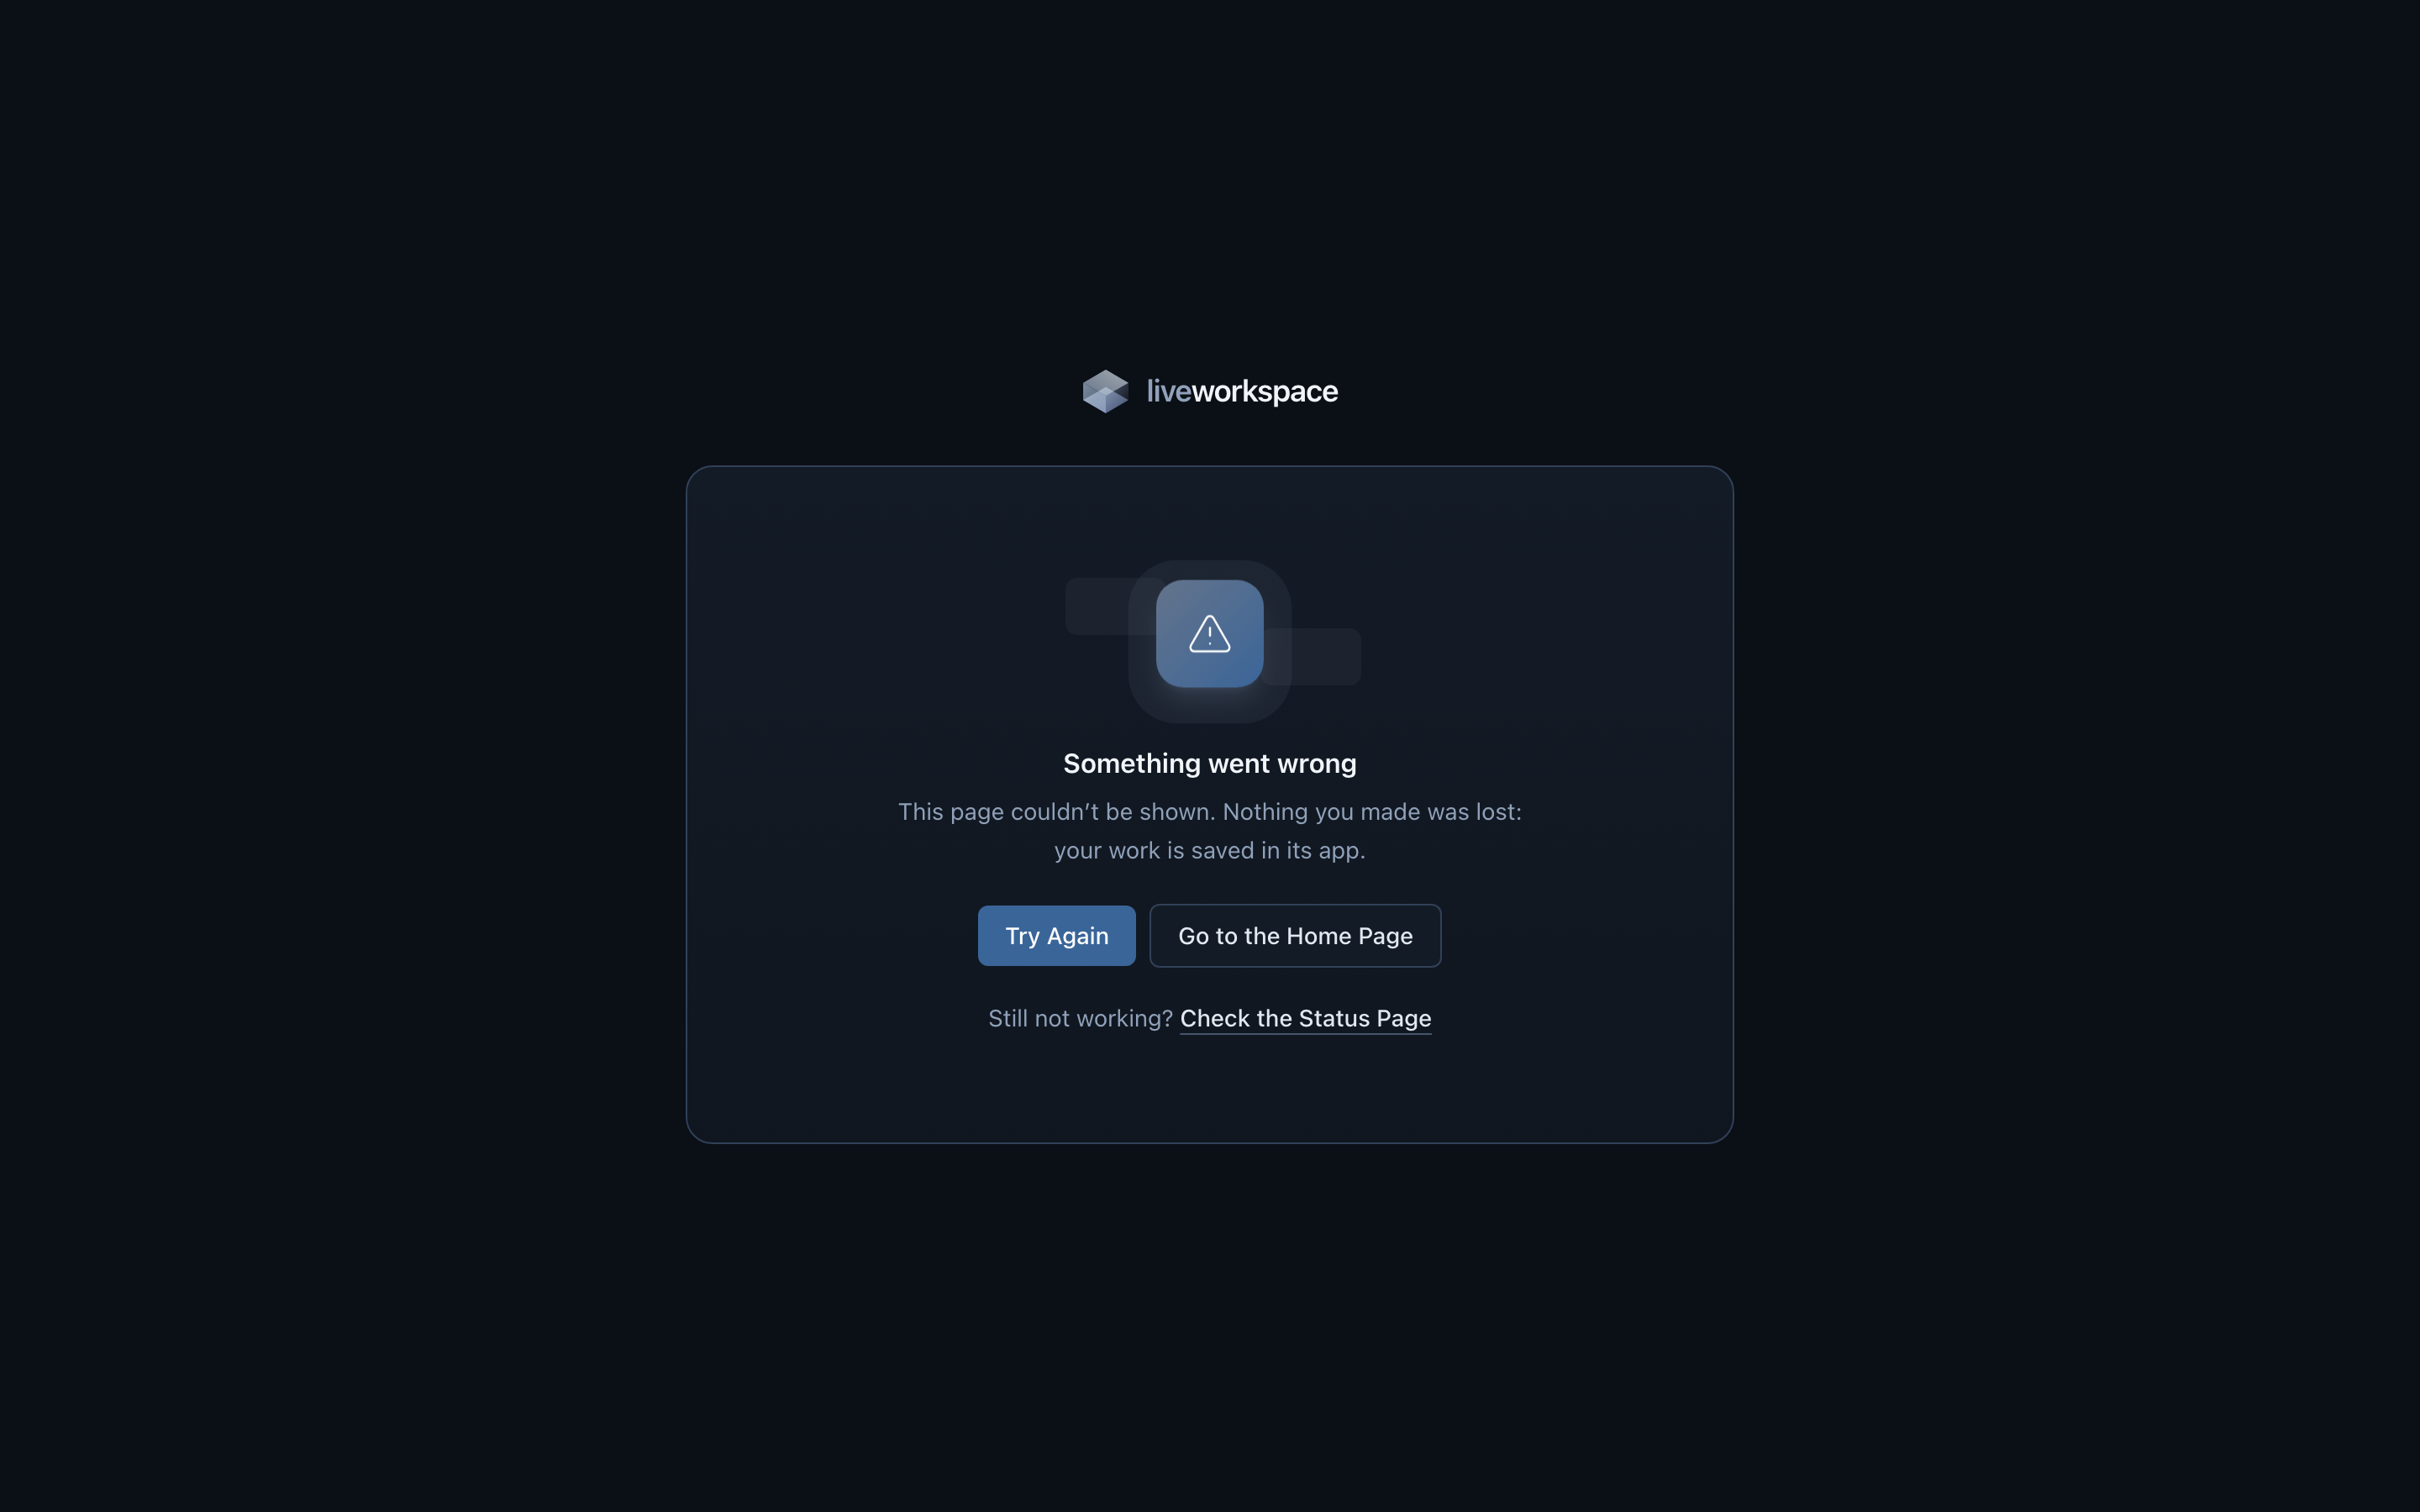 liveworkspace
Something went wrong
This page couldn’t be shown. Nothing you made was lost:
your work is saved in its app.
Try Again
Go to the Home Page
Still not working? Check the Status Page